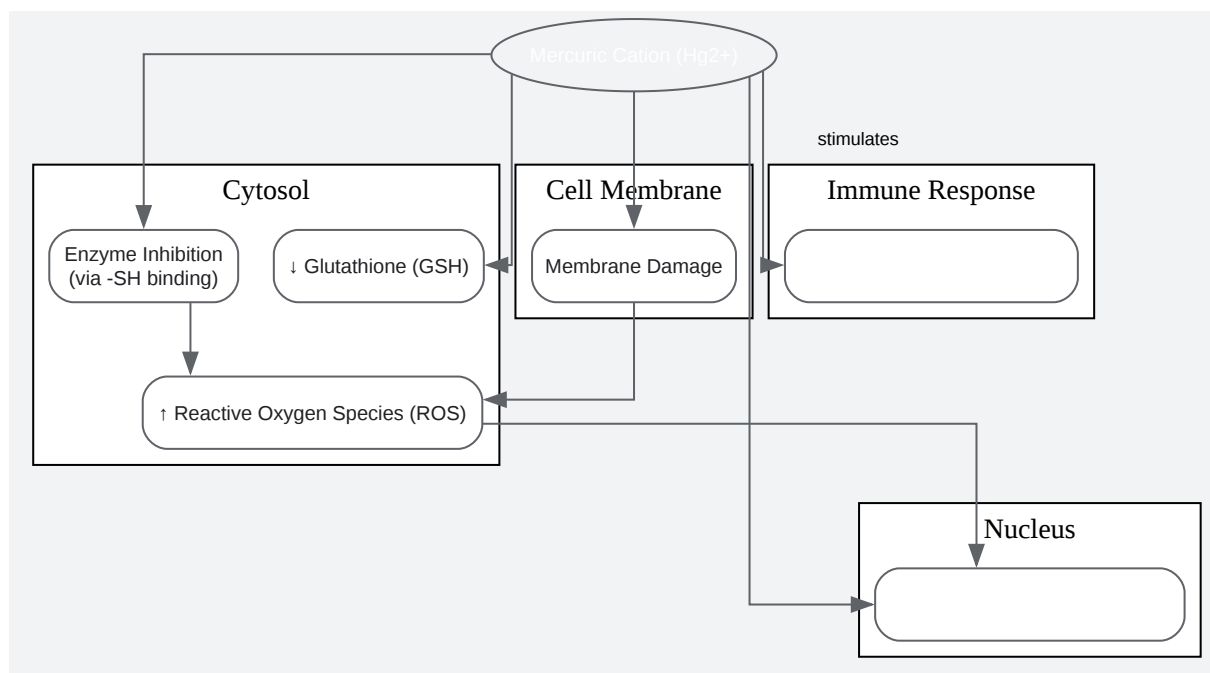 Mercuric Cation (Hg2+)
stimulates
Cytosol
Cell Membrane
Immune Response
Enzyme Inhibition
(via -SH binding)
↓ Glutathione (GSH)
Membrane Damage
↑ Reactive Oxygen Species (ROS)
Nucleus